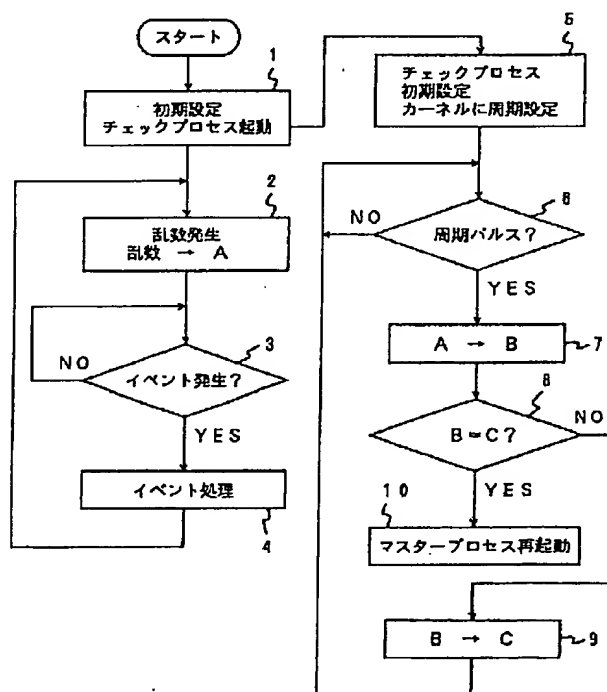 スタート
1
初期設定
チェックプロセス起動
2
乱数発生
乱数 → A
3
イベント発生?
NO
YES
イベント処理
4
5
チェックプロセス
初期設定
カーネルに周期設定
6
周期パルス?
NO
YES
A → B
7
8
B=C?
NO
YES
10
マスタープロセス再起動
B → C
9